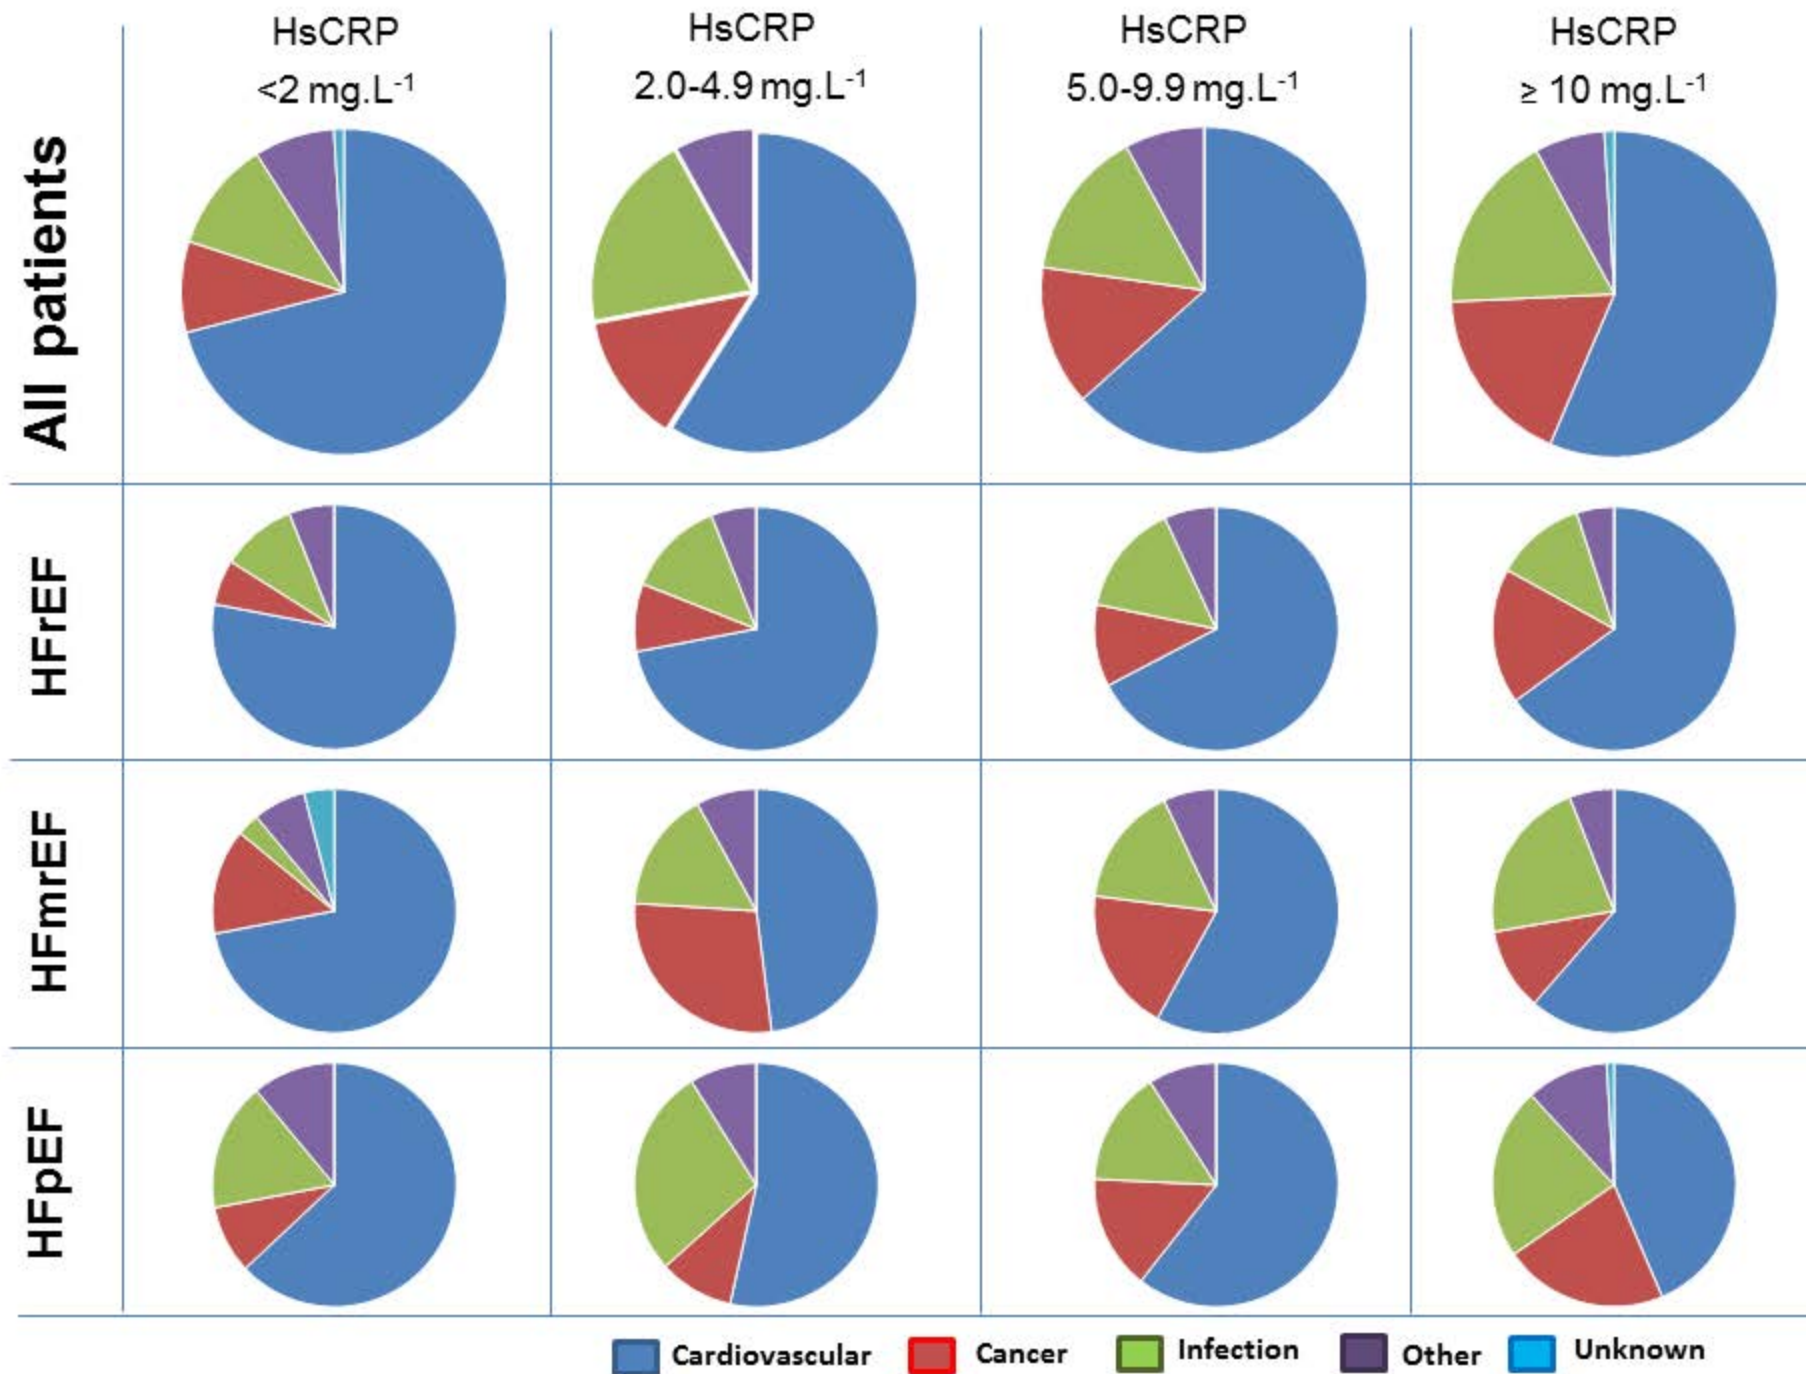 HsCRP
<2 mg.L⁻¹
HsCRP
2.0-4.9 mg.L⁻¹
HsCRP
5.0-9.9 mg.L⁻¹
HsCRP
≥ 10 mg.L⁻¹
All patients
HFrEF
HFmrEF
HFpEF
Cardiovascular
Cancer
Infection
Other
Unknown